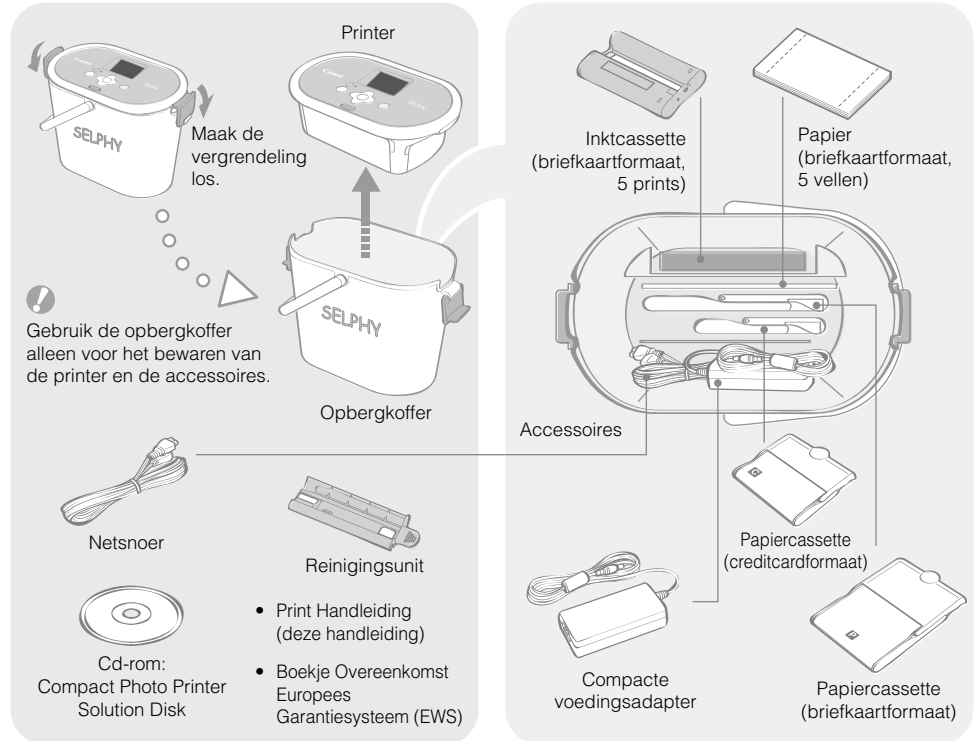 Printer
Canon
SELPHY
Maak de
vergrendeling
los.
Gebruik de opbergkoffer
alleen voor het bewaren van
de printer en de accessoires.
SELPHY
Opbergkoffer
Netsnoer
Reinigingsunit
Cd-rom:
Compact Photo Printer
Solution Disk
• Print Handleiding
(deze handleiding)
• Boekje Overeenkomst
Europees
Garantiesysteem (EWS)
Inktcassette
(briefkaartformaat,
5 prints)
Papier
(briefkaartformaat,
5 vellen)
Accessoires
Papiercassette
(creditcardformaat)
Compacte
voedingsadapter
P
Papiercassette
(briefkaartformaat)